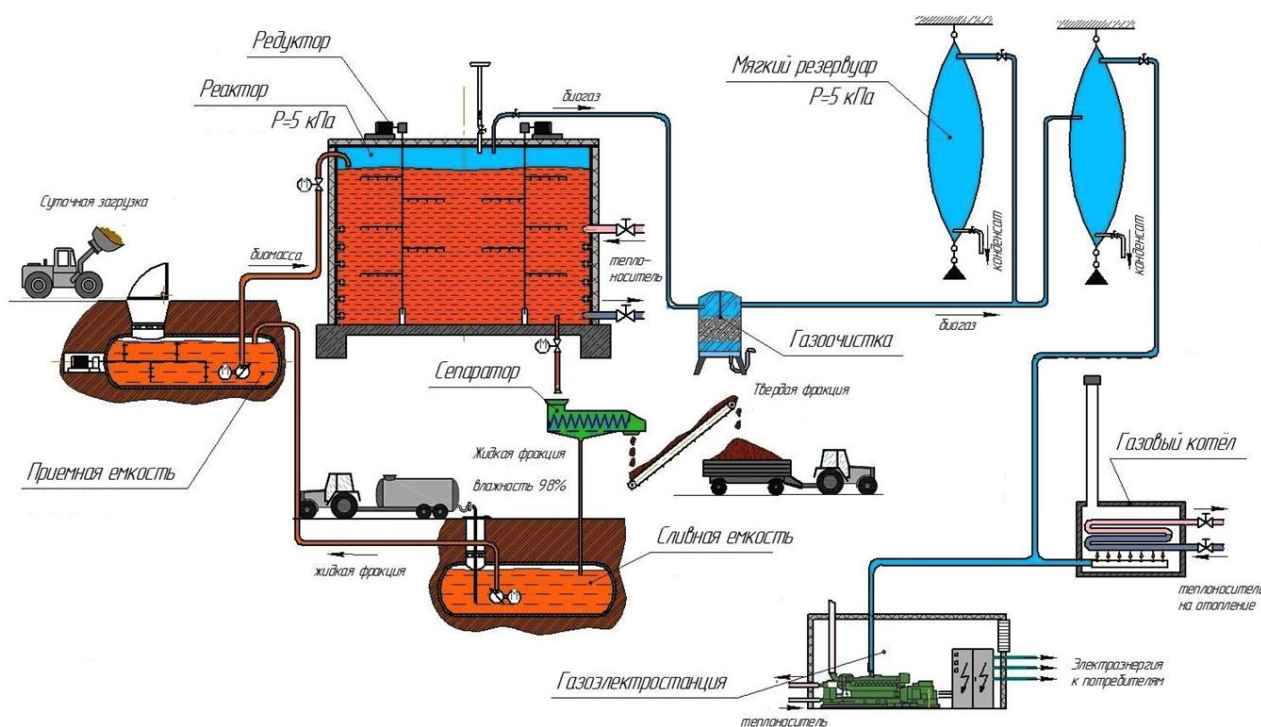 Редуктор
Реактор
P=5 кПа
биогаз
Мягкий резервуар
P=5 кПа
Суточная загрузка
биомасса
тепло-
носитель
конденсат
конденсат
биогаз
Газоочистка
Сепаратор
Твердая фракция
Приемная емкость
Жидкая фракция
влажность 98%
Газовый котёл
Сливная емкость
жидкая фракция
теплоноситель
на отопление
Газоэлектростанция
Электроэнергия
к потребителям
теплоноситель
M
M
M
M